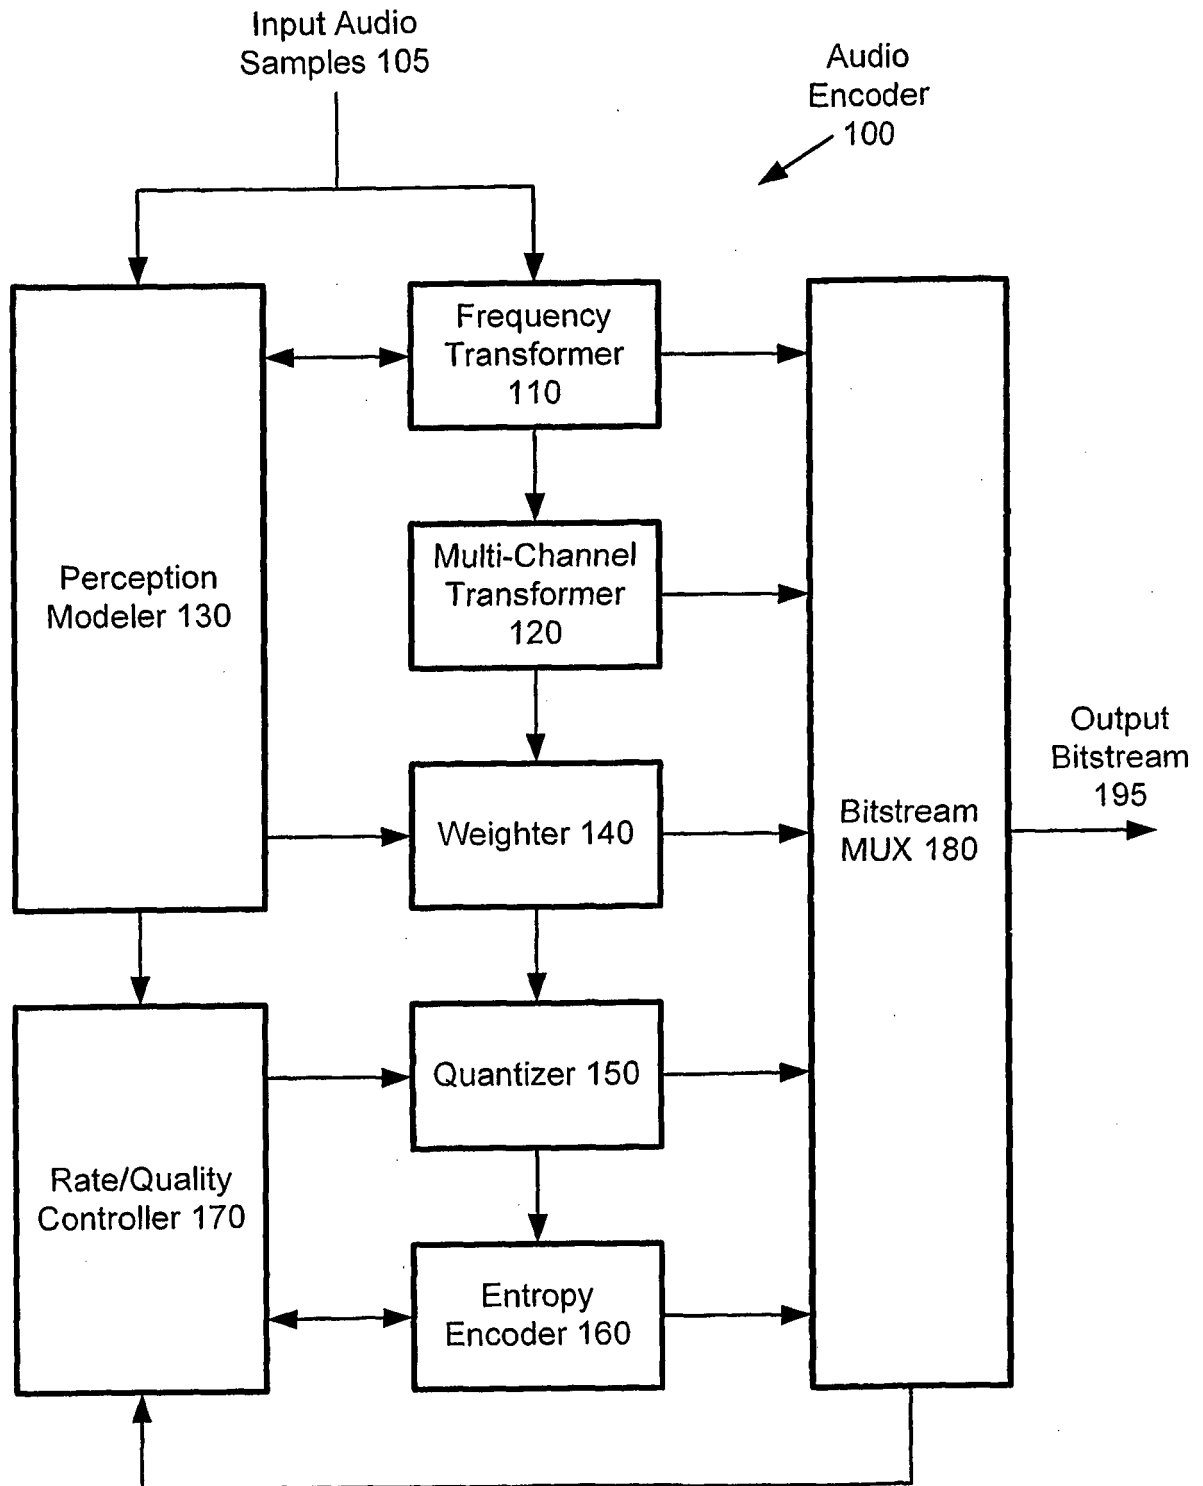 Input Audio
Samples 105
Audio
Encoder
100
Frequency
Transformer
110
Perception
Modeler 130
Multi-Channel
Transformer
120
Output
Bitstream
195
Bitstream
MUX 180
Weighter 140
Quantizer 150
Rate/Quality
Controller 170
Entropy
Encoder 160